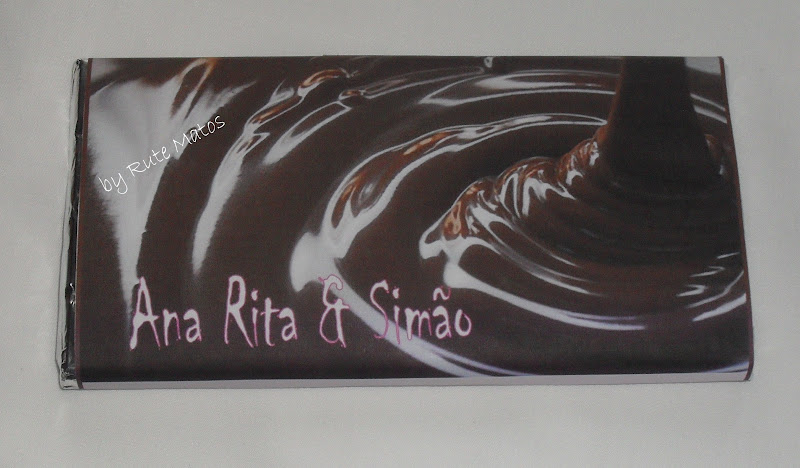 by Rute Matos
Ana Rita & Simão